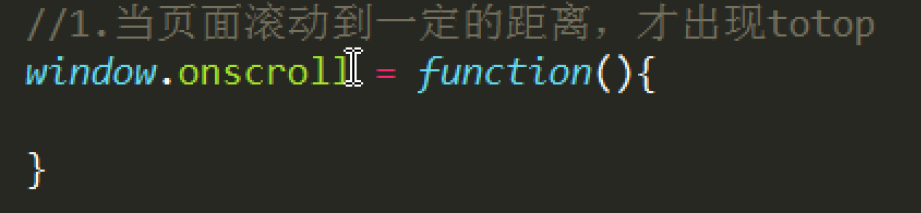 //1.当页面滚动到一定的距离，才出现totop
window.onscroll = function(){
}